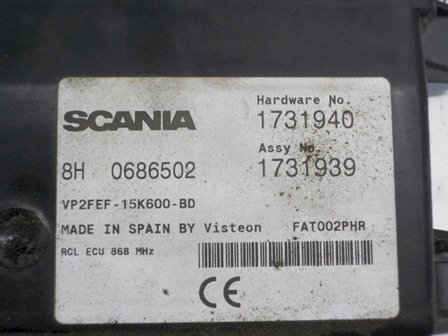 Hardware No.
SCANIA 1731940
Assy No.
8H 0686502 1731939
VP2FEF-15K600-BD
MADE IN SPAIN BY Visteon FAT002PHR
RCL ECU 868 MHz
CE